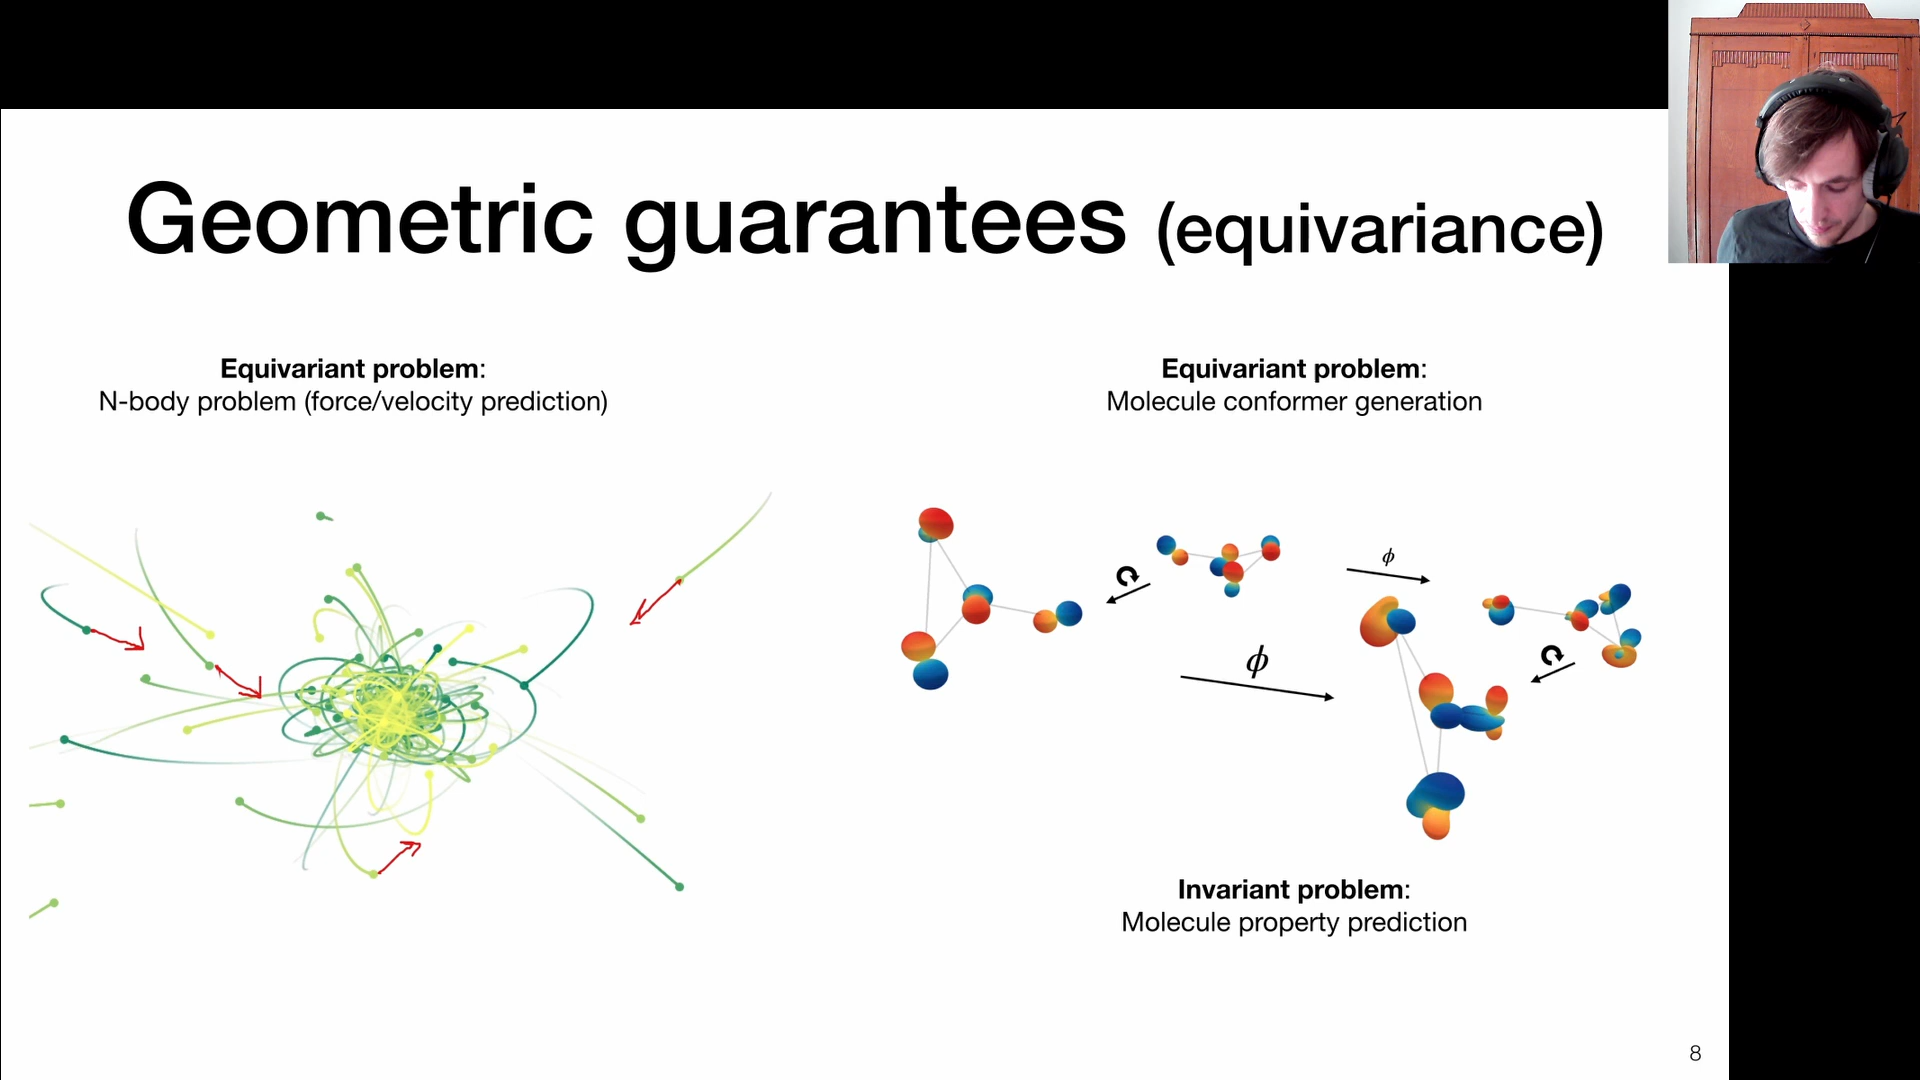 Geometric guarantees (equivariance)
Equivariant problem:
N-body problem (force/velocity prediction)
Equivariant problem:
Molecule conformer generation
ϕ
ϕ
Invariant problem:
Molecule property prediction
8